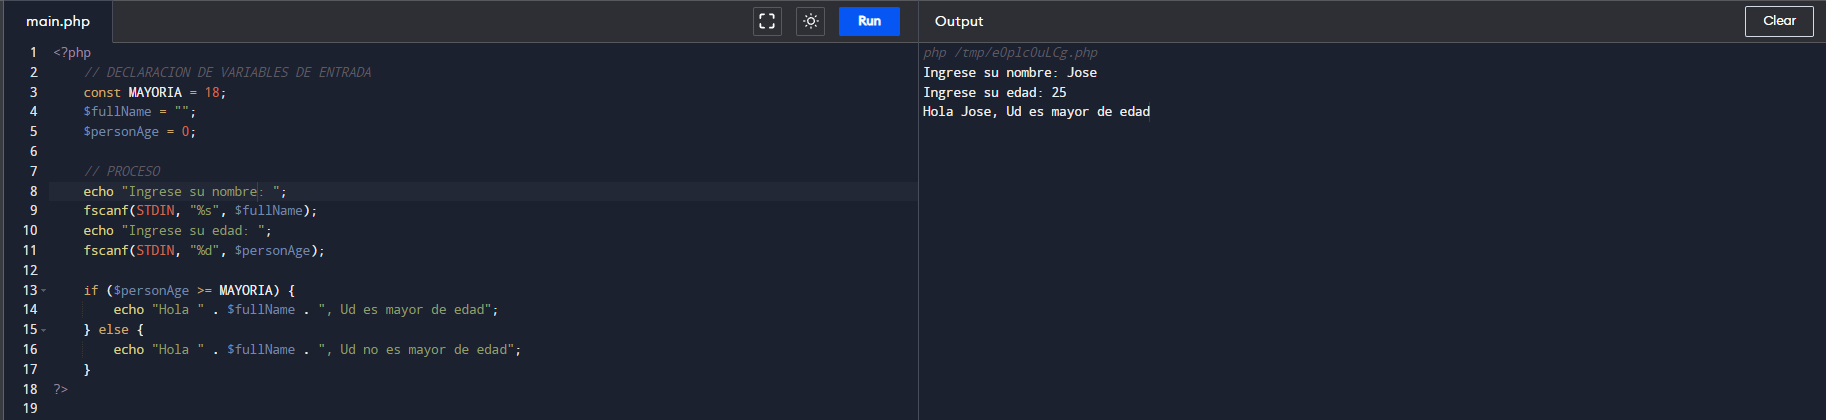 main.php
Run
1 <?php
2 // DECLARACION DE VARIABLES DE ENTRADA
3 const MAYORIA = 18;
4 $fullName = "";
5 $personAge = 0;
6
7 // PROCESO
8 echo "Ingrese su nombre: ";
9 fscanf(STDIN, "%s", $fullName);
10 echo "Ingrese su edad: ";
11 fscanf(STDIN, "%d", $personAge);
12
13 if ($personAge >= MAYORIA) {
14 echo "Hola " . $fullName . ", Ud es mayor de edad";
15 } else {
16 echo "Hola " . $fullName . ", Ud no es mayor de edad";
17 }
18 ?>
19
Output
Clear
php /tmp/eOplcOuLCg.php
Ingrese su nombre: Jose
Ingrese su edad: 25
Hola Jose, Ud es mayor de edad